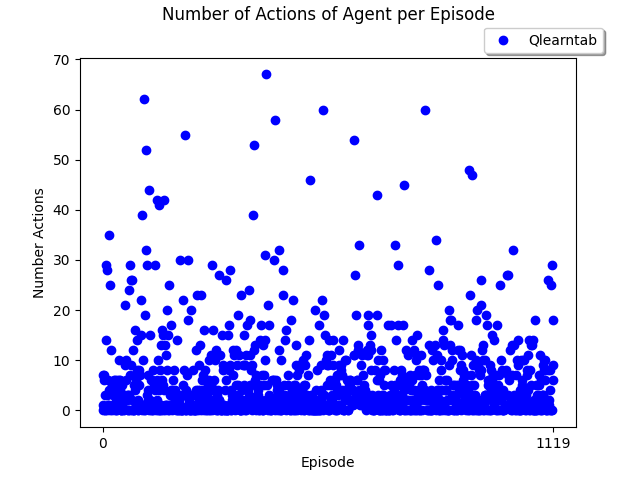 Number of Actions of Agent per Episode
Qlearntab
70
60
50
40
30
20
10
0
Number Actions
0 1119
Episode